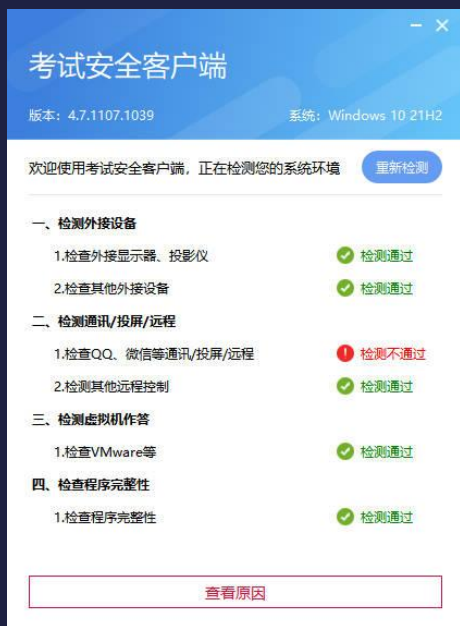 考试安全客户端
版本：4.7.1107.1039 系统：Windows 10 21H2
欢迎使用考试安全客户端，正在检测您的系统环境 重新检测
一、检测外接设备
1.检查外接显示器、投影仪 检测通过
2.检查其他外接设备 检测通过
二、检测通讯/投屏/远程
1.检查QQ、微信等通讯/投屏/远程 检测不通过
2.检测其他远程控制 检测通过
三、检测虚拟机作答
1.检查VMware等 检测通过
四、检查程序完整性
1.检查程序完整性 检测通过
查看原因